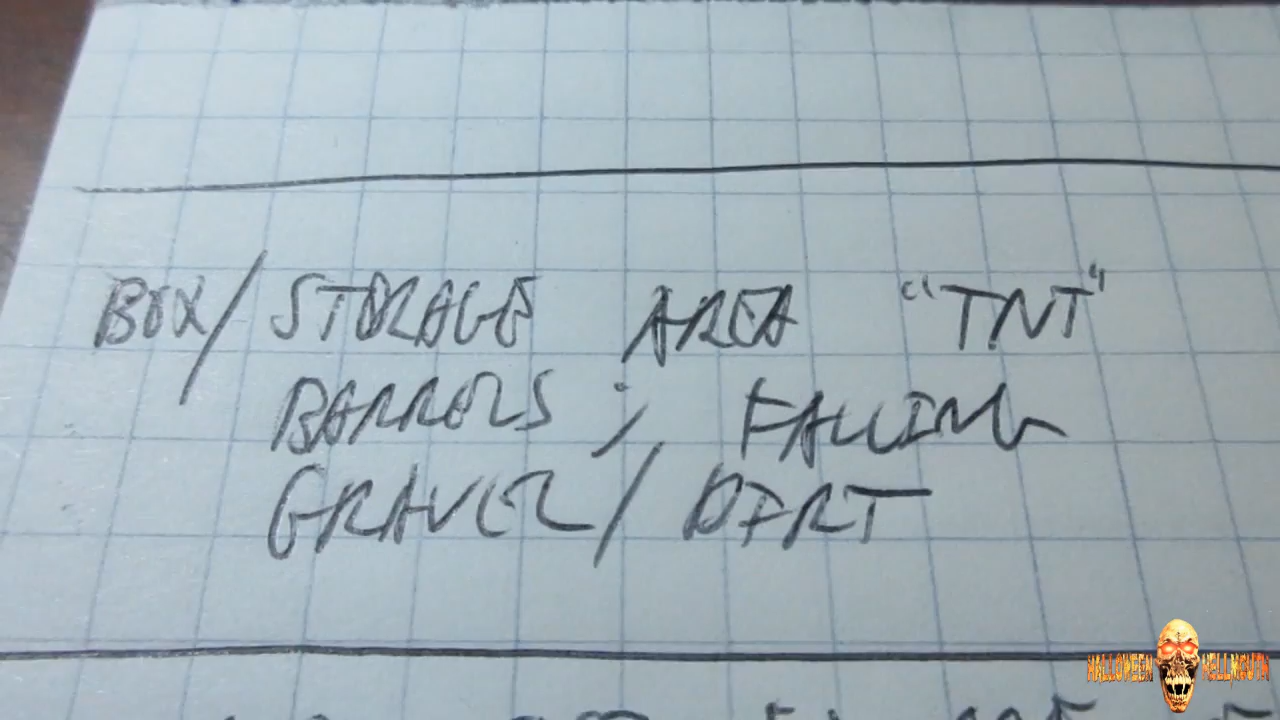 BOX/STORAGE AREA "TNT"
BARRELS; FALLING
GRAVEL/DIRT
HALLOWEEN HELLMOUTH